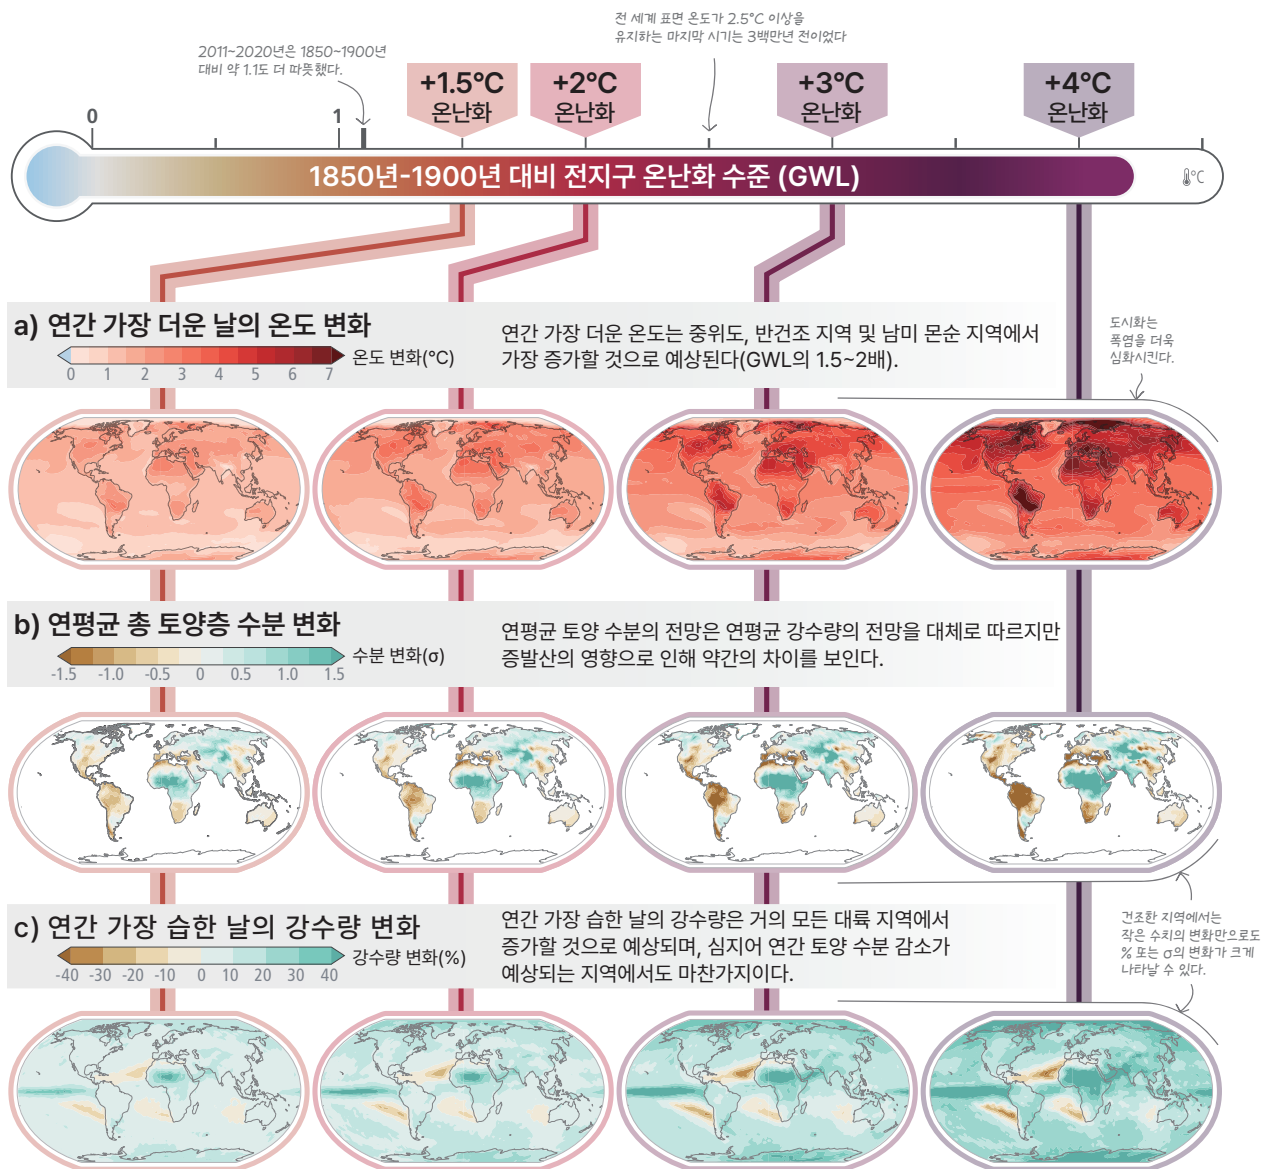 전 세계 표면 온도가 2.5°C 이상을
유지하는 마지막 시기는 3백만년 전이었다
2011~2020년은 1850~1900년
대비 약 1.1도 더 따뜻했다.
+1.5°C
온난화
+2°C
온난화
+3°C
온난화
+4°C
온난화
0
1
1850년-1900년 대비 전지구 온난화 수준 (GWL)
°C
a) 연간 가장 더운 날의 온도 변화
온도 변화(°C)
0 1 2 3 4 5 6 7
연간 가장 더운 온도는 중위도, 반건조 지역 및 남미 몬순 지역에서
가장 증가할 것으로 예상된다(GWL의 1.5~2배).
도시화는
폭염을 더욱
심화시킨다.
b) 연평균 총 토양층 수분 변화
수분 변화(σ)
-1.5 -1.0 -0.5 0 0.5 1.0 1.5
연평균 토양 수분의 전망은 연평균 강수량의 전망을 대체로 따르지만
증발산의 영향으로 인해 약간의 차이를 보인다.
c) 연간 가장 습한 날의 강수량 변화
강수량 변화(%)
-40 -30 -20 -10 0 10 20 30 40
연간 가장 습한 날의 강수량은 거의 모든 대륙 지역에서
증가할 것으로 예상되며, 심지어 연간 토양 수분 감소가
예상되는 지역에서도 마찬가지이다.
건조한 지역에서는
작은 수치의 변화만으로도
% 또는 σ의 변화가 크게
나타날 수 있다.